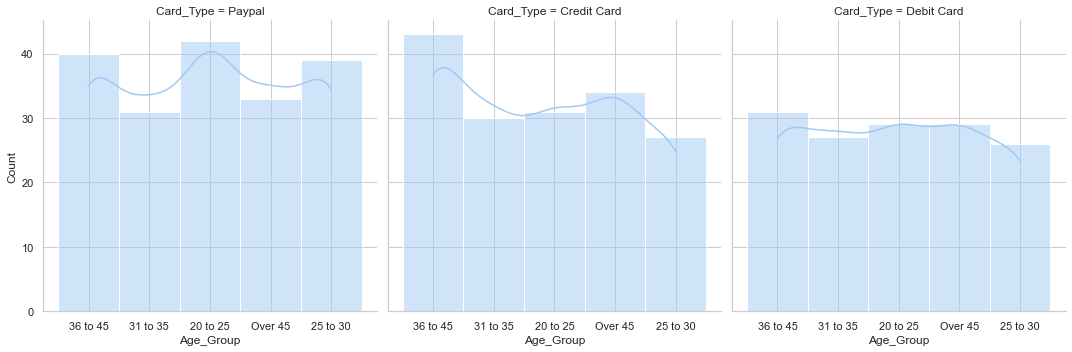 Card_Type = Paypal
Card_Type = Credit Card
Card_Type = Debit Card
40
30
20
10
0
Count
36 to 45 31 to 35 20 to 25 Over 45 25 to 30
Age_Group
36 to 45 31 to 35 20 to 25 Over 45 25 to 30
Age_Group
36 to 45 31 to 35 20 to 25 Over 45 25 to 30
Age_Group